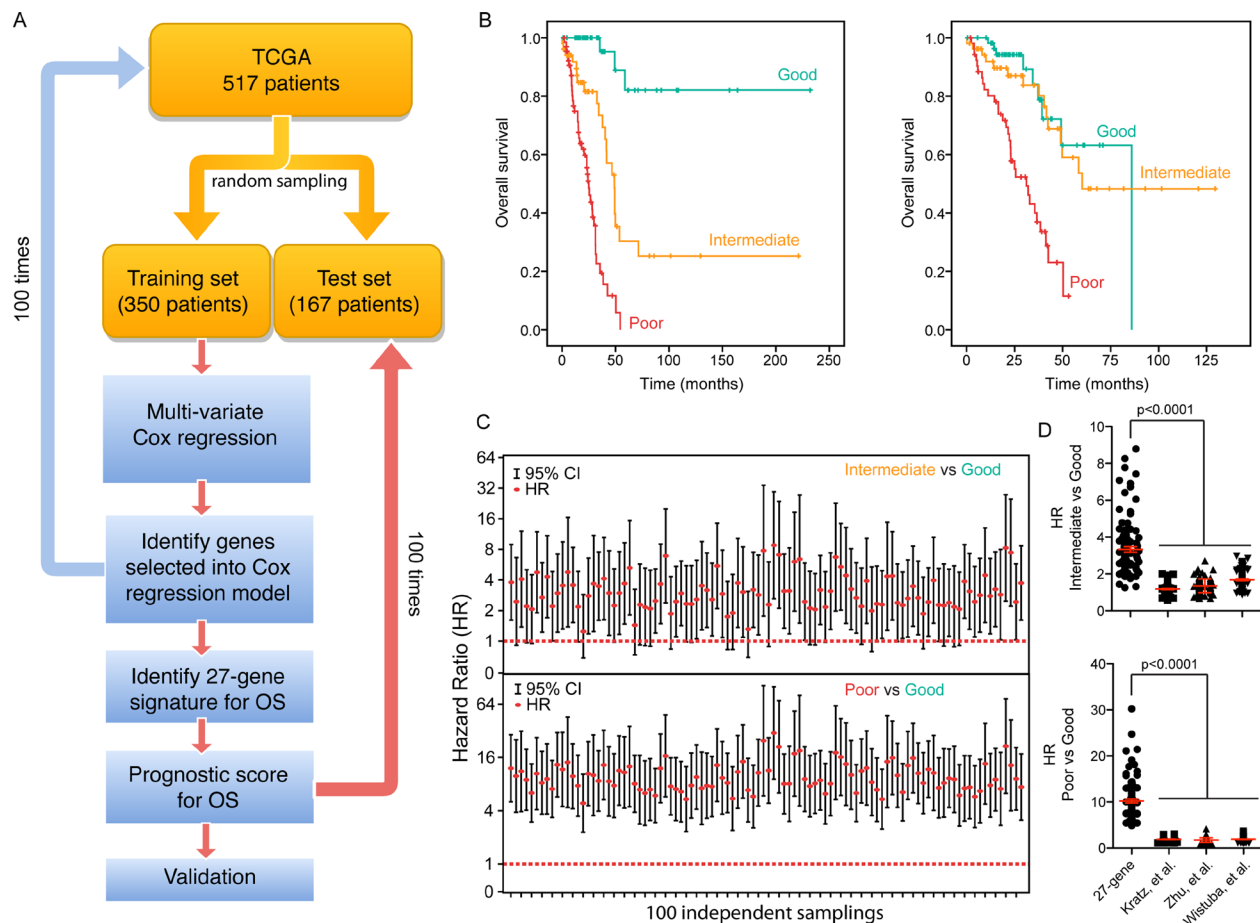 A
TCGA
517 patients
random sampling
100 times
Training set
(350 patients)
Test set
(167 patients)
Multi-variate
Cox regression
Identify genes
selected into Cox
regression model
Identify 27-gene
signature for OS
Prognostic score
for OS
Validation
100 times
B
Overall survival
1.0
0.8
0.6
0.4
0.2
0.0
Good
Intermediate
Poor
0 50 100 150 200 250
Time (months)
Overall survival
1.0
0.8
0.6
0.4
0.2
0.0
Good
Intermediate
Poor
0 25 50 75 100 125
Time (months)
C
Hazard Ratio (HR)
64
32
16
8
4
2
1
0
95% CI
HR
Intermediate vs Good
64
16
4
1
0
95% CI
HR
Poor vs Good
100 independent samplings
D
p<0.0001
HR
Intermediate vs Good
10
8
6
4
2
0
p<0.0001
HR
Poor vs Good
40
30
20
10
0
27-gene
Kratz, et al.
Zhu, et al.
Wistuba, et al.